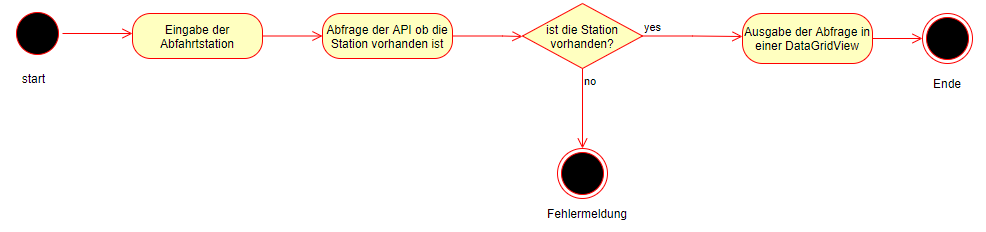 start
Eingabe der
Abfahrtstation
Abfrage der API ob die
Station vorhanden ist
ist die Station
vorhanden?
yes
no
Ausgabe der Abfrage in
einer DataGridView
Ende
Fehlermeldung